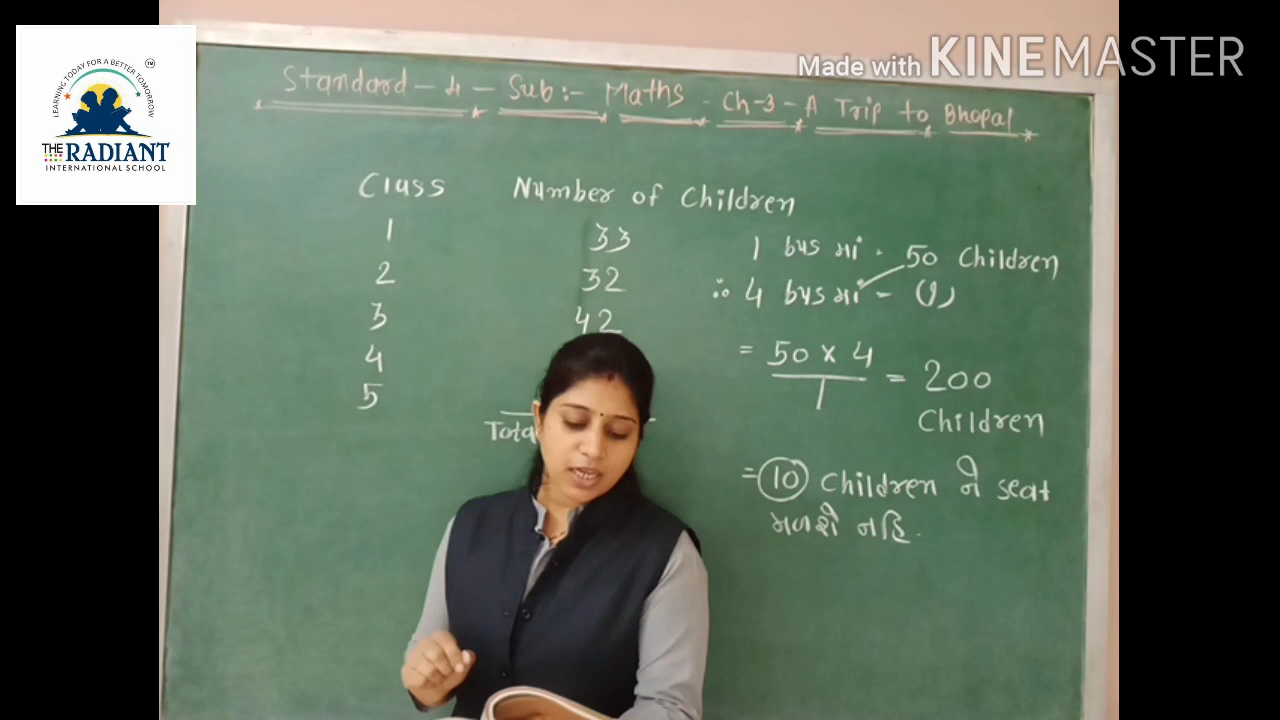 LEARNING TODAY FOR A BETTER TOMORROW
TM
THE RADIANT
INTERNATIONAL SCHOOL
Made with KINEMASTER
Standard - 4 - Sub:- Maths - Ch-3 - A Trip to Bhopal
Class Number of Children
1 33
2 32
3 42
4
5
Tota
1 bus માં - 50 Children
∴ 4 bus માં - (?)
= 50 × 4 / 1 = 200
Children
= 10 Children ને seat
મળશે નહિ.